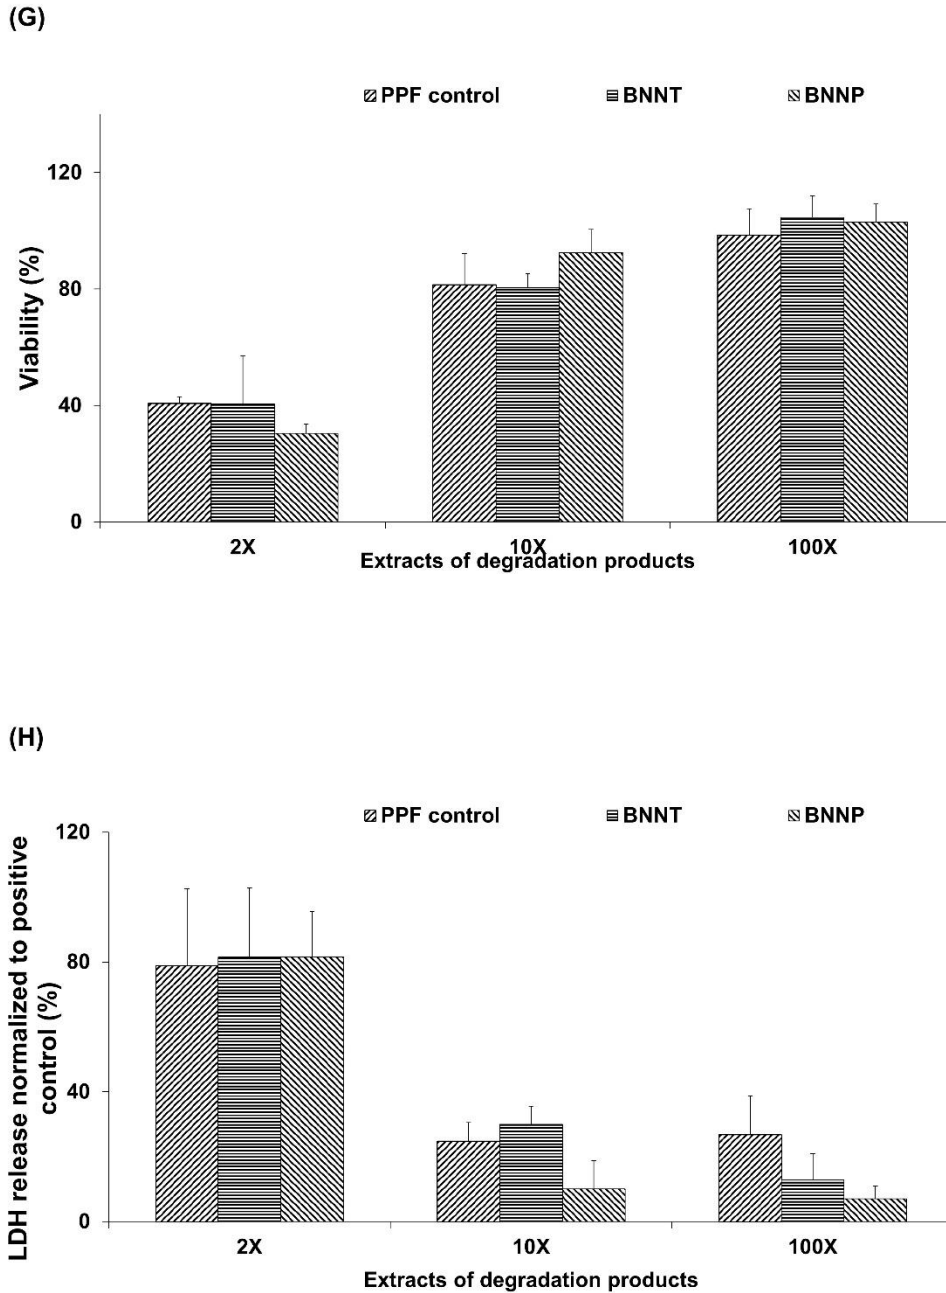 (G)
PPF control BNNT BNNP
120
80
40
0
Viability (%)
2X 10X 100X
Extracts of degradation products
(H)
PPF control BNNT BNNP
120
80
40
0
LDH release normalized to positive
control (%)
2X 10X 100X
Extracts of degradation products